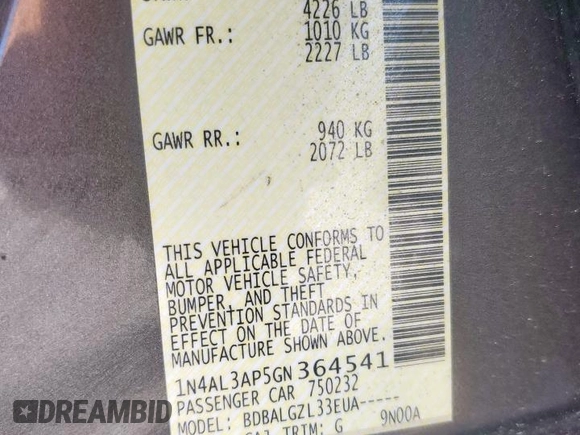 4226 LB
GAWR FR.: 1010 KG
2227 LB
GAWR RR.: 940 KG
2072 LB
THIS VEHICLE CONFORMS TO
ALL APPLICABLE FEDERAL
MOTOR VEHICLE SAFETY,
BUMPER, AND THEFT
PREVENTION STANDARDS IN
EFFECT ON THE DATE OF
MANUFACTURE SHOWN ABOVE.
1N4AL3AP5GN364541
PASSENGER CAR 750232
MODEL: BDBALGZL33EUA-----
TRIM: G 9N00A
© DIDIT.CARS